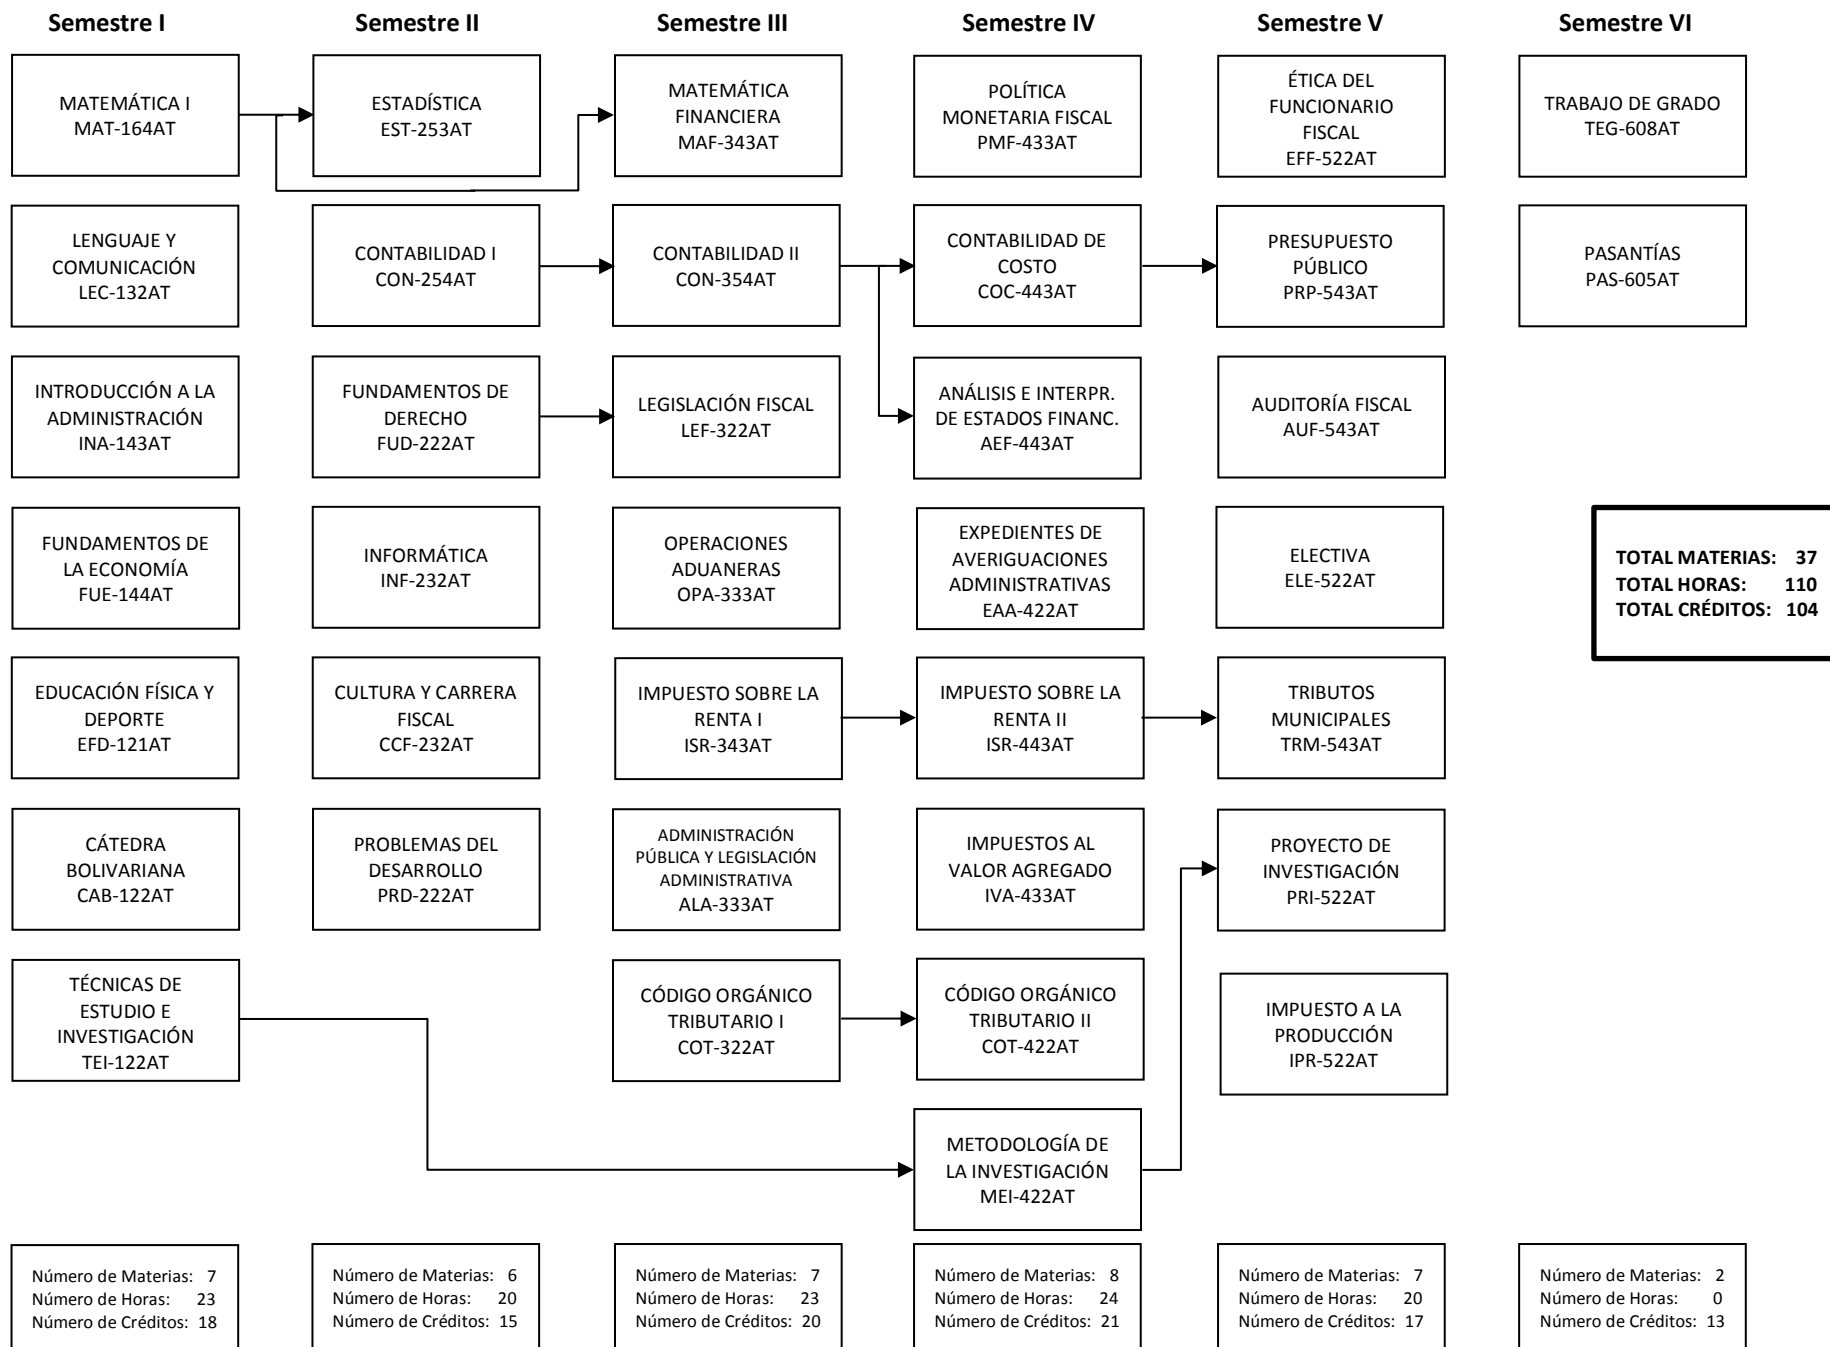 Semestre I
Semestre II
Semestre III
Semestre IV
Semestre V
Semestre VI
MATEMÁTICA I
MAT-164AT
ESTADÍSTICA
EST-253AT
MATEMÁTICA
FINANCIERA
MAF-343AT
POLÍTICA
MONETARIA FISCAL
PMF-433AT
ÉTICA DEL
FUNCIONARIO
FISCAL
EFF-522AT
TRABAJO DE GRADO
TEG-608AT
LENGUAJE Y
COMUNICACIÓN
LEC-132AT
CONTABILIDAD I
CON-254AT
CONTABILIDAD II
CON-354AT
CONTABILIDAD DE
COSTO
COC-443AT
PRESUPUESTO
PÚBLICO
PRP-543AT
PASANTÍAS
PAS-605AT
INTRODUCCIÓN A LA
ADMINISTRACIÓN
INA-143AT
FUNDAMENTOS DE
DERECHO
FUD-222AT
LEGISLACIÓN FISCAL
LEF-322AT
ANÁLISIS E INTERPR.
DE ESTADOS FINANC.
AEF-443AT
AUDITORÍA FISCAL
AUF-543AT
FUNDAMENTOS DE
LA ECONOMÍA
FUE-144AT
INFORMÁTICA
INF-232AT
OPERACIONES
ADUANERAS
OPA-333AT
EXPEDIENTES DE
AVERIGUACIONES
ADMINISTRATIVAS
EAA-422AT
ELECTIVA
ELE-522AT
TOTAL MATERIAS: 37
TOTAL HORAS: 110
TOTAL CRÉDITOS: 104
EDUCACIÓN FÍSICA Y
DEPORTE
EFD-121AT
CULTURA Y CARRERA
FISCAL
CCF-232AT
IMPUESTO SOBRE LA
RENTA I
ISR-343AT
IMPUESTO SOBRE LA
RENTA II
ISR-443AT
TRIBUTOS
MUNICIPALES
TRM-543AT
CÁTEDRA
BOLIVARIANA
CAB-122AT
PROBLEMAS DEL
DESARROLLO
PRD-222AT
ADMINISTRACIÓN
PÚBLICA Y LEGISLACIÓN
ADMINISTRATIVA
ALA-333AT
IMPUESTOS AL
VALOR AGREGADO
IVA-433AT
PROYECTO DE
INVESTIGACIÓN
PRI-522AT
TÉCNICAS DE
ESTUDIO E
INVESTIGACIÓN
TEI-122AT
CÓDIGO ORGÁNICO
TRIBUTARIO I
COT-322AT
CÓDIGO ORGÁNICO
TRIBUTARIO II
COT-422AT
IMPUESTO A LA
PRODUCCIÓN
IPR-522AT
METODOLOGÍA DE
LA INVESTIGACIÓN
MEI-422AT
Número de Materias: 7
Número de Horas: 23
Número de Créditos: 18
Número de Materias: 6
Número de Horas: 20
Número de Créditos: 15
Número de Materias: 7
Número de Horas: 23
Número de Créditos: 20
Número de Materias: 8
Número de Horas: 24
Número de Créditos: 21
Número de Materias: 7
Número de Horas: 20
Número de Créditos: 17
Número de Materias: 2
Número de Horas: 0
Número de Créditos: 13